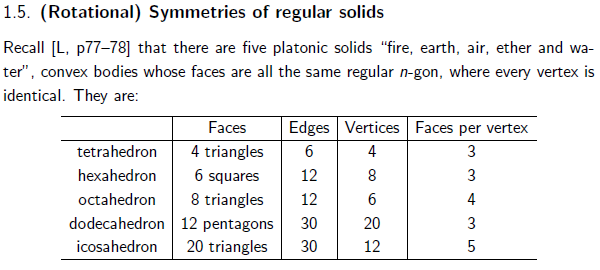 1.5. (Rotational) Symmetries of regular solids
Recall [L, p77–78] that there are five platonic solids “fire, earth, air, ether and wa-
ter”, convex bodies whose faces are all the same regular n-gon, where every vertex is
identical. They are:
Faces Edges Vertices Faces per vertex
tetrahedron 4 triangles 6 4 3
hexahedron 6 squares 12 8 3
octahedron 8 triangles 12 6 4
dodecahedron 12 pentagons 30 20 3
icosahedron 20 triangles 30 12 5